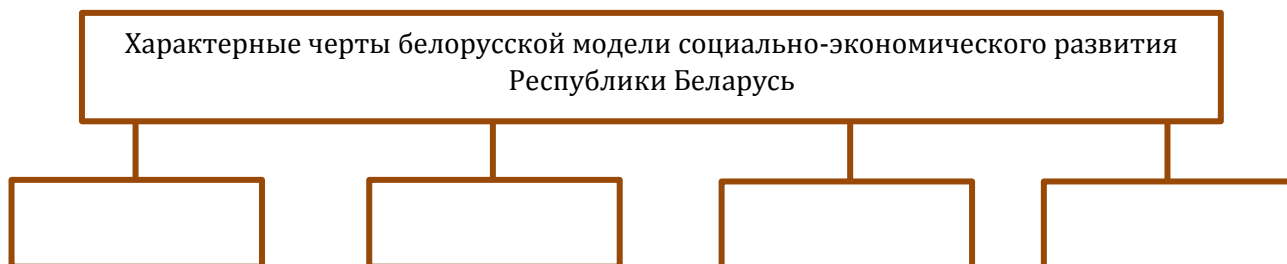 Характерные черты белорусской модели социально-экономического развития
Республики Беларусь